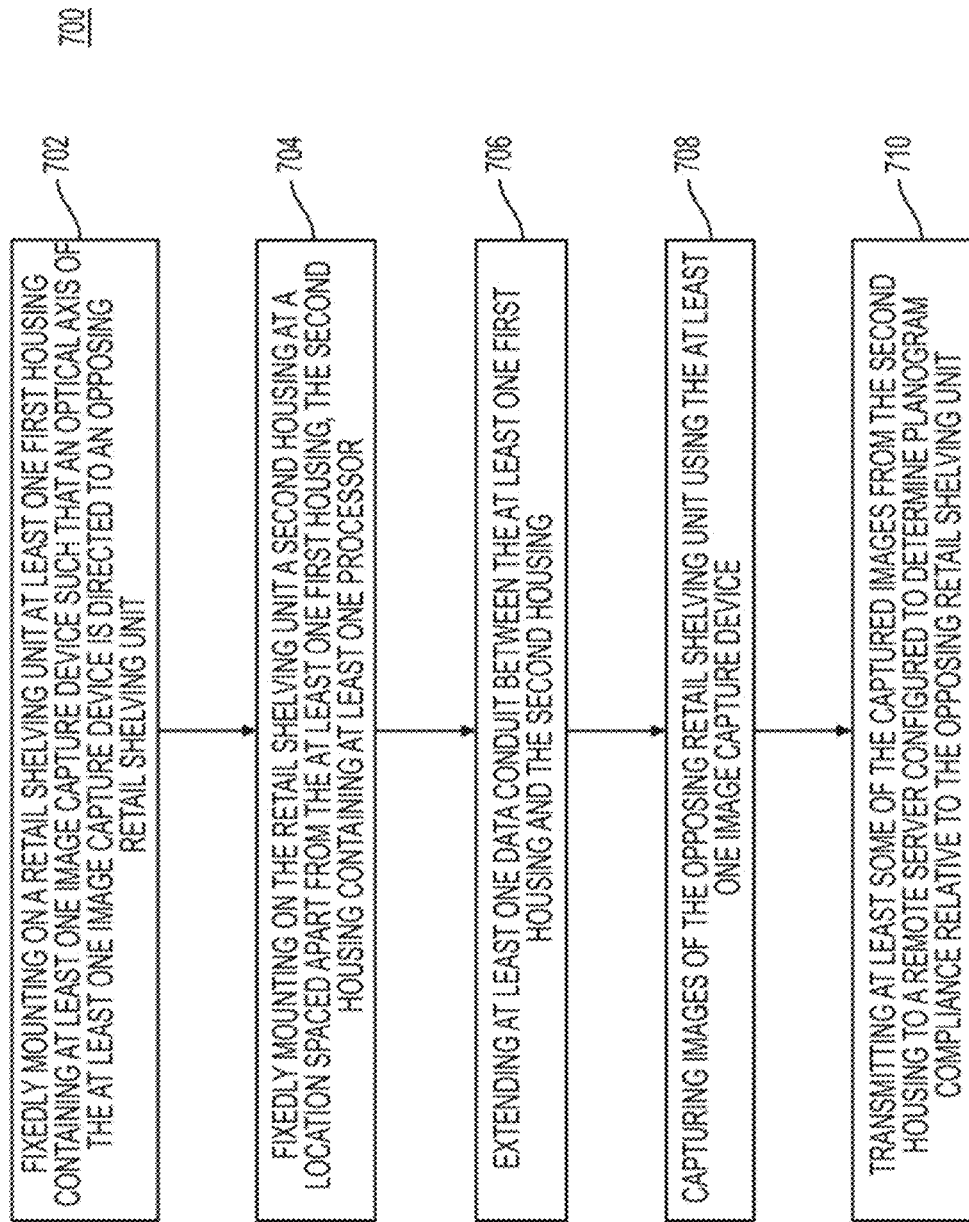 700
FIXEDLY MOUNTING ON A RETAIL SHELVING UNIT AT LEAST ONE FIRST HOUSING
CONTAINING AT LEAST ONE IMAGE CAPTURE DEVICE SUCH THAT AN OPTICAL AXIS OF
THE AT LEAST ONE IMAGE CAPTURE DEVICE IS DIRECTED TO AN OPPOSING
RETAIL SHELVING UNIT
702
FIXEDLY MOUNTING ON THE RETAIL SHELVING UNIT A SECOND HOUSING AT A
LOCATION SPACED APART FROM THE AT LEAST ONE FIRST HOUSING, THE SECOND
HOUSING CONTAINING AT LEAST ONE PROCESSOR
704
EXTENDING AT LEAST ONE DATA CONDUIT BETWEEN THE AT LEAST ONE FIRST
HOUSING AND THE SECOND HOUSING
706
CAPTURING IMAGES OF THE OPPOSING RETAIL SHELVING UNIT USING THE AT LEAST
ONE IMAGE CAPTURE DEVICE
708
TRANSMITTING AT LEAST SOME OF THE CAPTURED IMAGES FROM THE SECOND
HOUSING TO A REMOTE SERVER CONFIGURED TO DETERMINE PLANOGRAM
COMPLIANCE RELATIVE TO THE OPPOSING RETAIL SHELVING UNIT
710